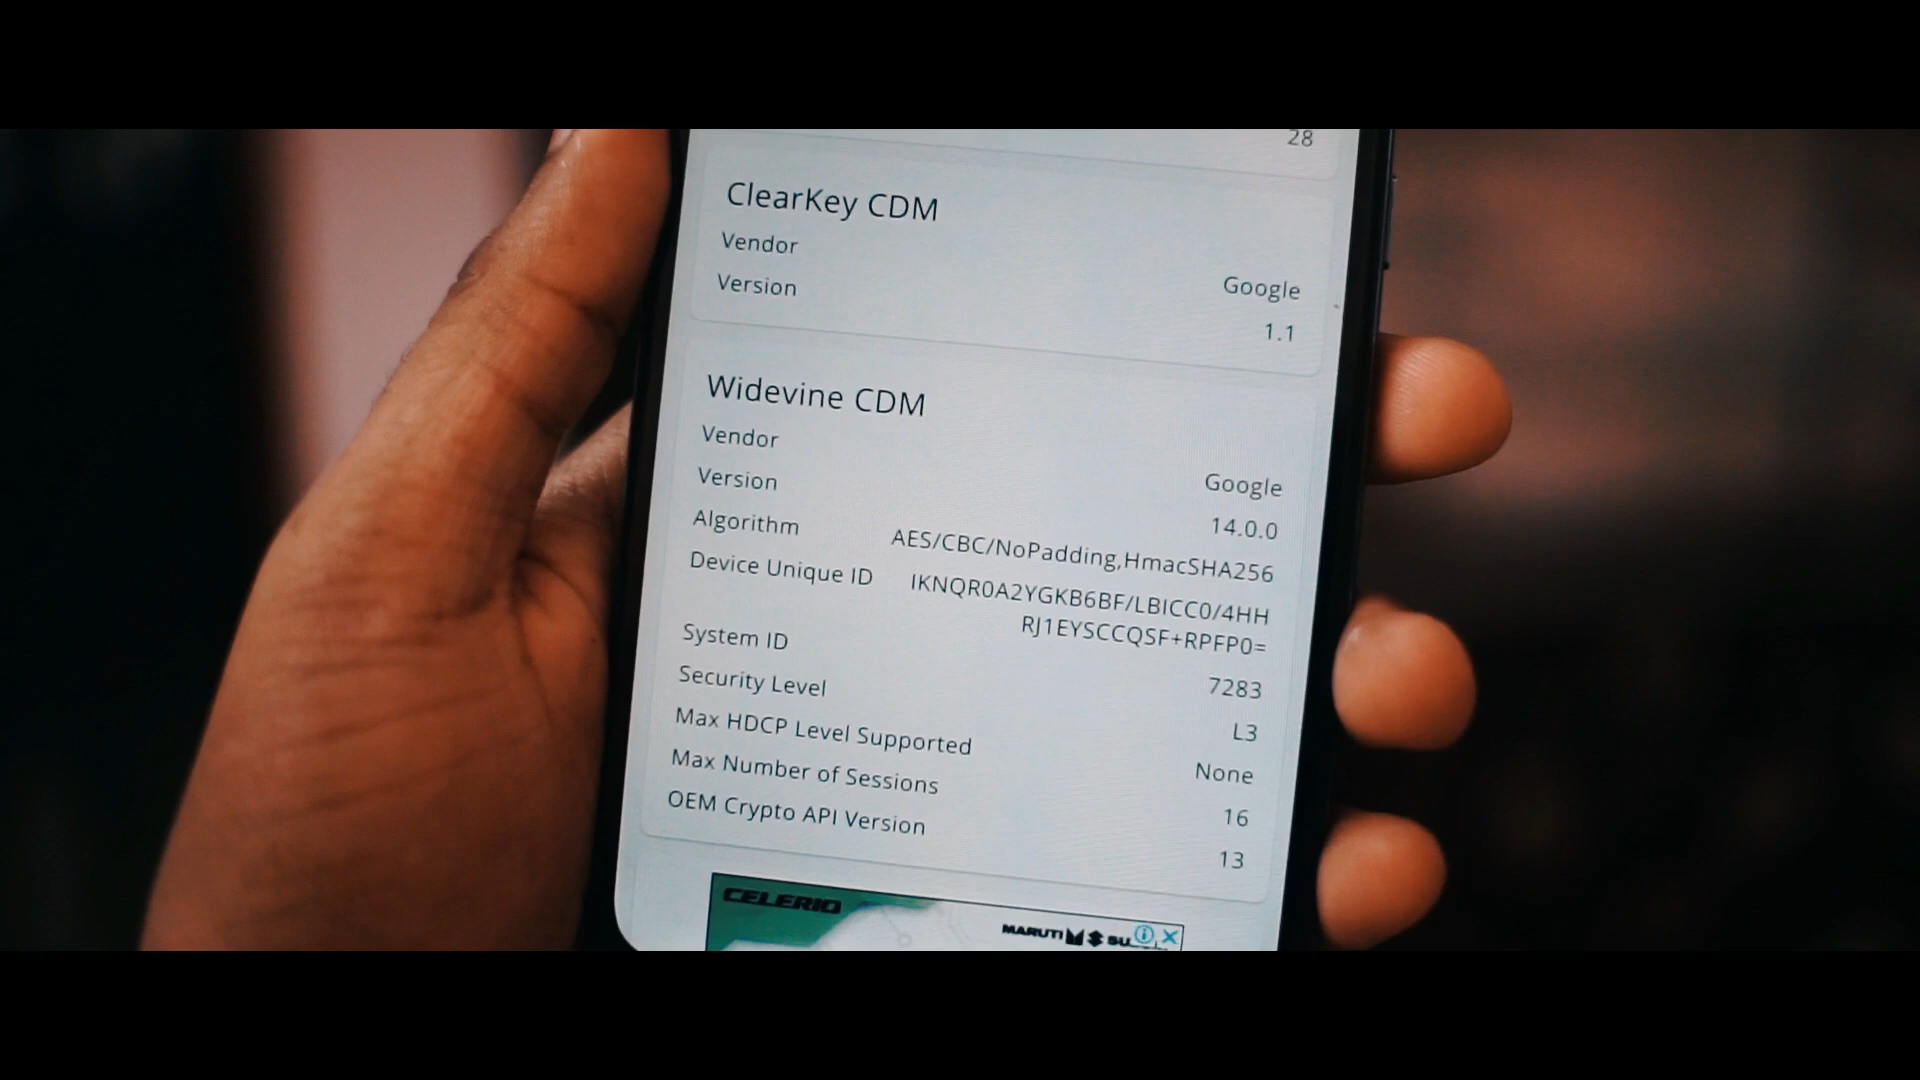 28
ClearKey CDM
Vendor Google
Version 1.1
Widevine CDM
Vendor Google
Version 14.0.0
Algorithm AES/CBC/NoPadding,HmacSHA256
Device Unique ID IKNQR0A2YGKB6BF/LBICC0/4HH
RJ1EYSCCQSF+RPFP0=
System ID 7283
Security Level L3
Max HDCP Level Supported None
Max Number of Sessions 16
OEM Crypto API Version 13
CELERIO
MARUTI SU